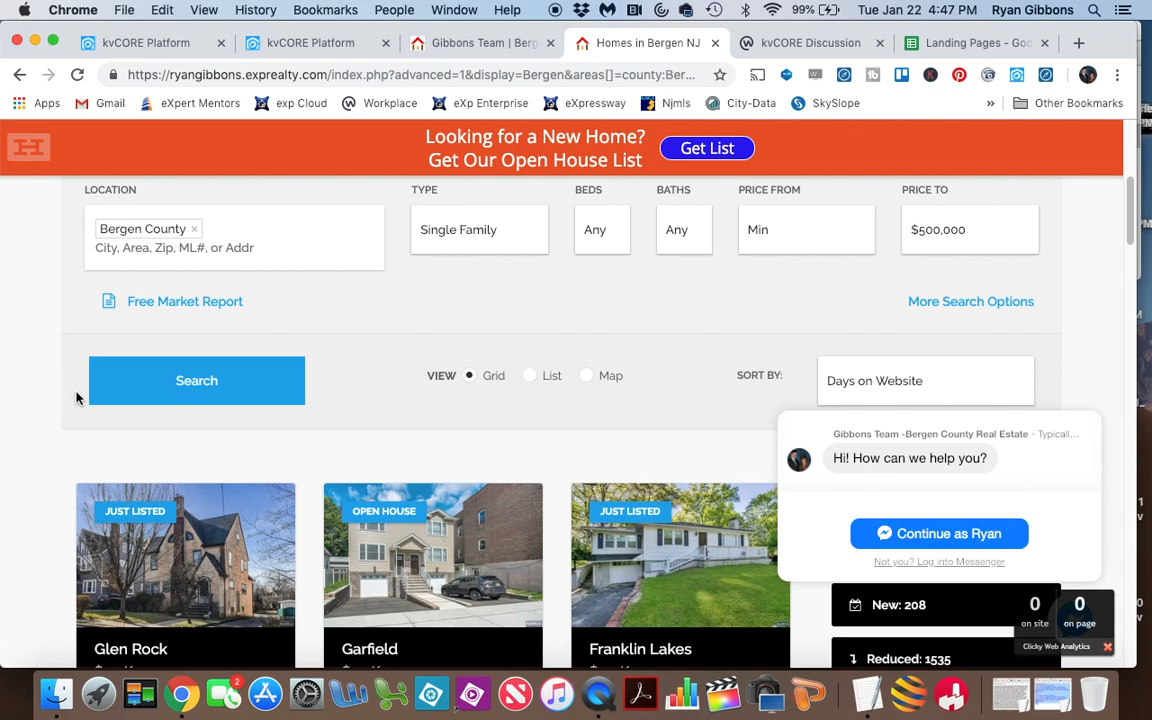 Chrome File Edit View History Bookmarks People Window Help 99% Tue Jan 22 4:47 PM Ryan Gibbons
kvCORE Platform × kvCORE Platform × Gibbons Team | Berg × Homes in Bergen NJ × kvCORE Discussion × Landing Pages - Goo ×
https://ryangibbons.exprealty.com/index.php?advanced=1&display=Bergen&areas[]=county:Ber...
Apps Gmail eXpert Mentors exp Cloud Workplace eXp Enterprise eXpressway Njmls City-Data SkySlope » Other Bookmarks
Looking for a New Home?
Get Our Open House List
Get List
LOCATION TYPE BEDS BATHS PRICE FROM PRICE TO
Bergen County ×
City, Area, Zip, ML#, or Addr
Single Family Any Any Min $500,000
Free Market Report More Search Options
Search VIEW Grid List Map SORT BY: Days on Website
Gibbons Team -Bergen County Real Estate · Typicall...
Hi! How can we help you?
Continue as Ryan
Not you? Log into Messenger
JUST LISTED OPEN HOUSE JUST LISTED
Glen Rock Garfield Franklin Lakes
New: 208
Reduced: 1535
0 0
on site on page
Clicky Web Analytics
2